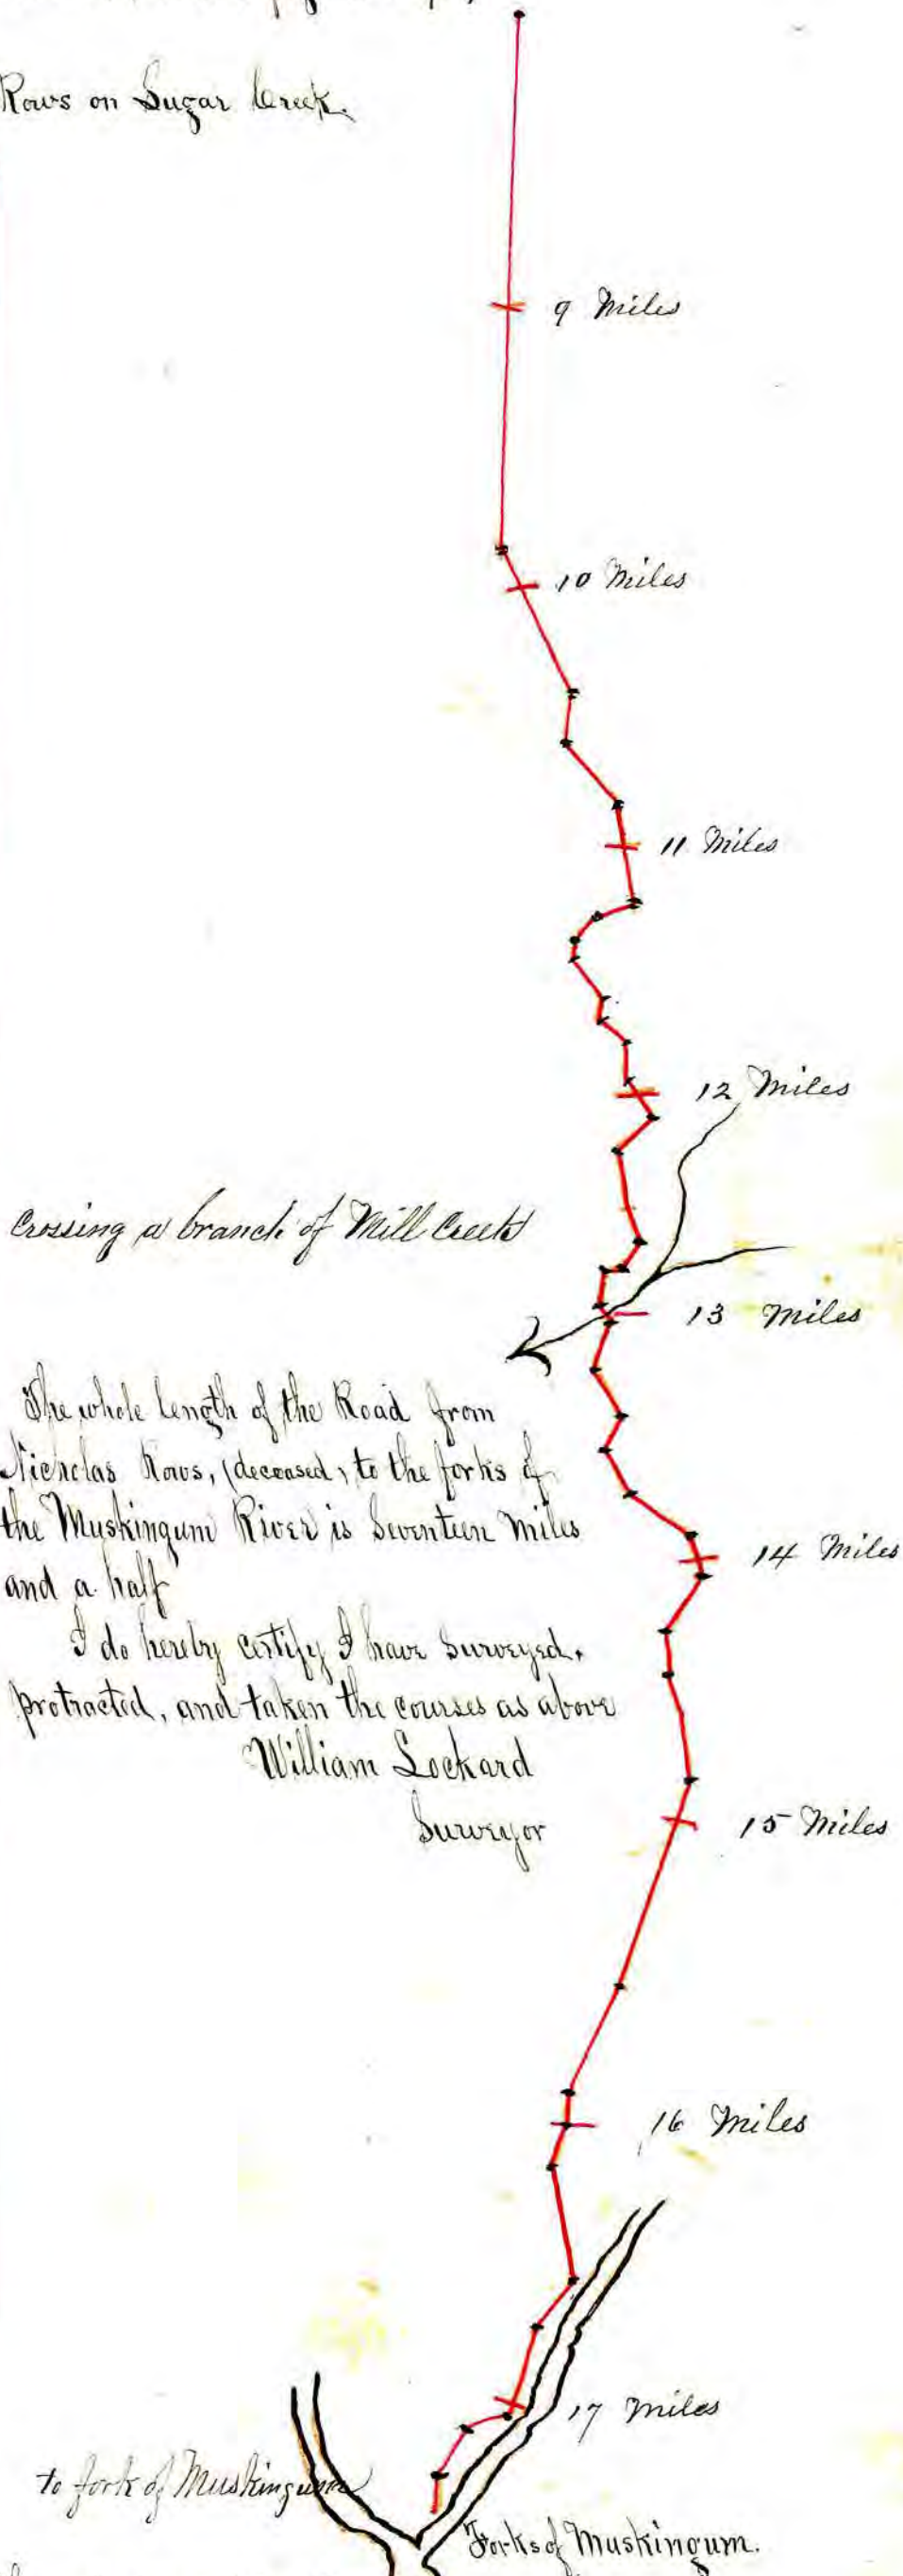 Rows on Sugar Creek.
9 Miles
10 Miles
11 Miles
12 Miles
Crossing a branch of Mill Creek
13 Miles
The whole length of the Road from
Nicholas Rows, (deceased, to the forks of
the Muskingum River is Seventeen Miles
and a half
14 Miles
I do hereby certify I have Surveyed,
protracted, and taken the courses as above
William Lockard
Surveyor
15 Miles
16 Miles
17 Miles
to fork of Muskingum
Forks of Muskingum.